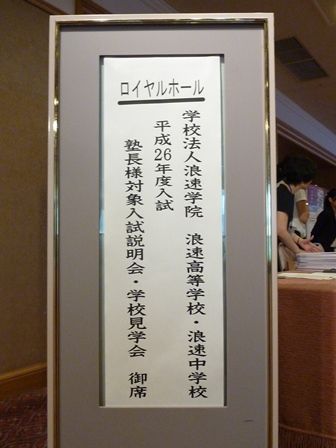 ロイヤルホール
学校法人浪速学院　浪速高等学校・浪速中学校
平成26年度入試
塾長様対象入試説明会・学校見学会　御席